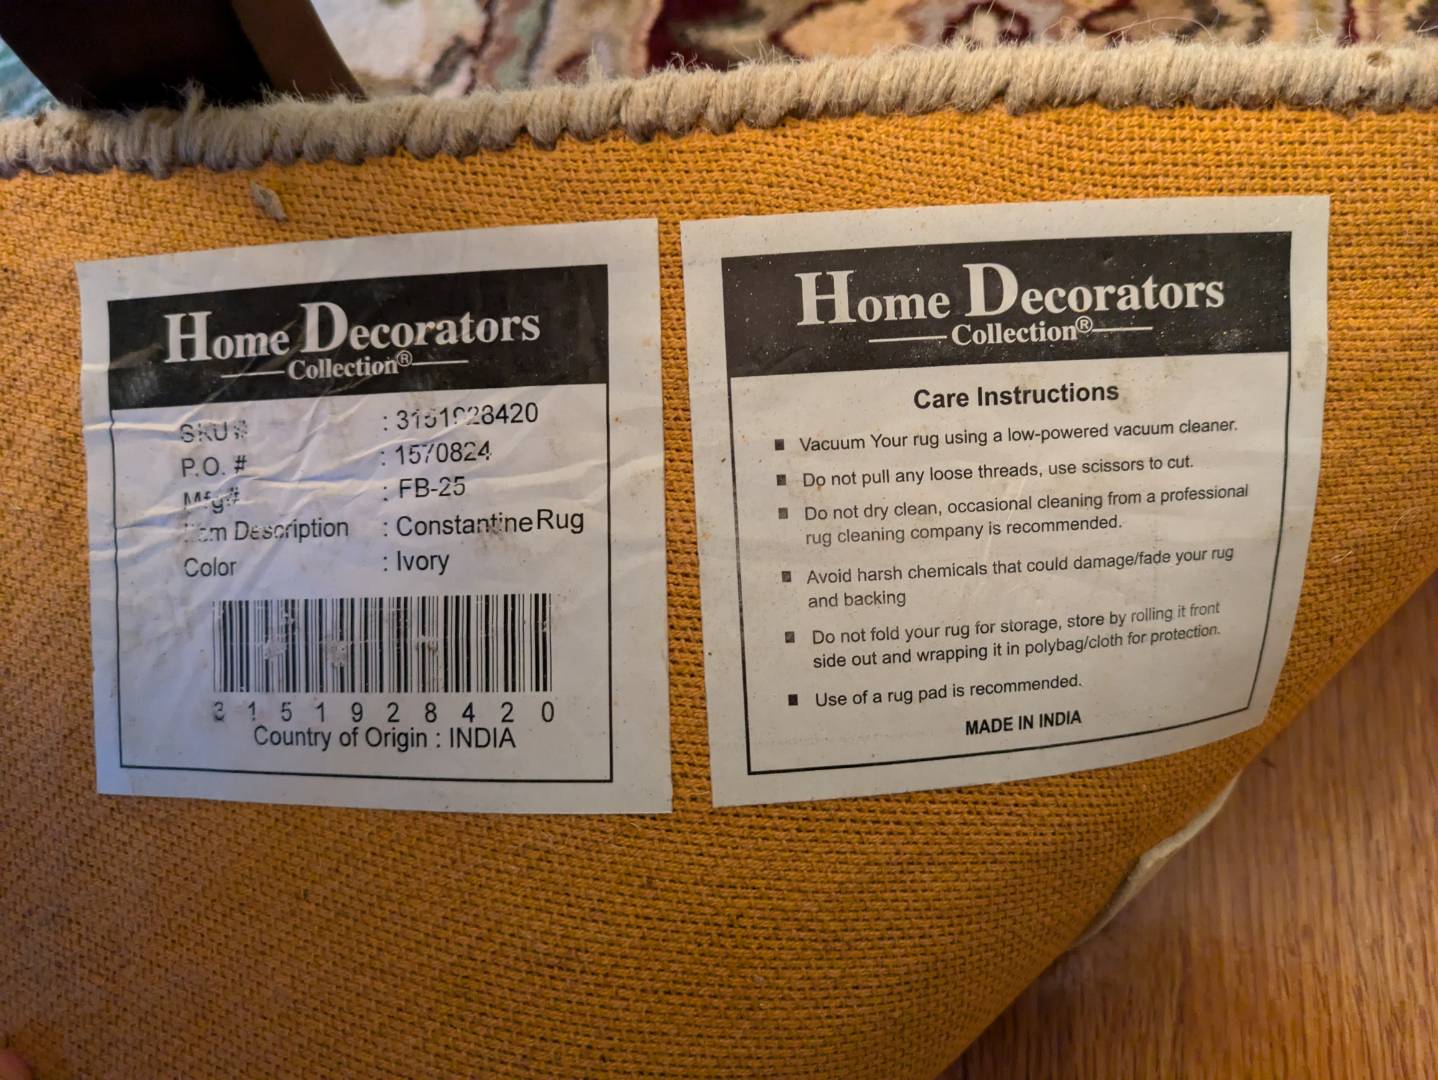 Home Decorators
Collection®
SKU # : 3151928420
P.O. # : 1570824
Mfg# : FB-25
Item Description : Constantine Rug
Color : Ivory
3 1 5 1 9 2 8 4 2 0
Country of Origin : INDIA
Home Decorators
Collection®
Care Instructions
■ Vacuum Your rug using a low-powered vacuum cleaner.
■ Do not pull any loose threads, use scissors to cut.
■ Do not dry clean, occasional cleaning from a professional
rug cleaning company is recommended.
■ Avoid harsh chemicals that could damage/fade your rug
and backing
■ Do not fold your rug for storage, store by rolling it front
side out and wrapping it in polybag/cloth for protection.
■ Use of a rug pad is recommended.
MADE IN INDIA